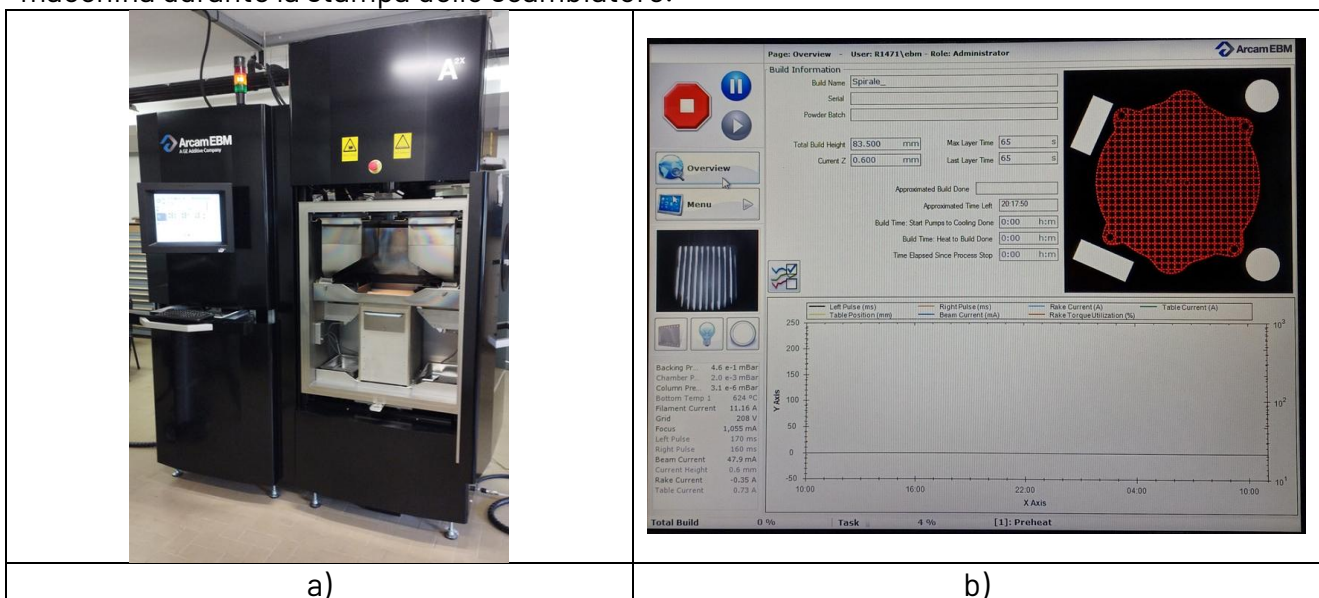 macchina durante la stampa dello scambiatore.
A2X
Arcam EBM
A GE Additive Company
Page: Overview - User: R1471\ebm - Role: Administrator
Arcam EBM
Build Information
Build Name Spirale_
Serial
Powder Batch
Total Build Height 83.500 mm Max Layer Time 65 s
Current Z 0.600 mm Last Layer Time 65 s
Overview
Approximated Build Done
Menu
Approximated Time Left 20:17:50
Build Time: Start Pumps to Cooling Done 0:00 h:m
Build Time: Heat to Build Done 0:00 h:m
Time Elapsed Since Process Stop 0:00 h:m
Left Pulse (ms) Right Pulse (ms) Rake Current (A) Table Current (A)
Table Position (mm) Beam Current (mA) Rake Torque Utilization (%)
250 200 150 100 50 0 -50
Y Axis
10^3 10^2 10^1
10:00 16:00 22:00 04:00 10:00
X Axis
Backing Pr... 4.6 e-1 mBar
Chamber P... 2.0 e-3 mBar
Column Pre... 3.1 e-6 mBar
Bottom Temp 1 624 ºC
Filament Current 11.16 A
Grid 208 V
Focus 1,055 mA
Left Pulse 170 ms
Right Pulse 160 ms
Beam Current 47.9 mA
Current Height 0.6 mm
Rake Current -0.35 A
Table Current 0.73 A
Total Build 0 % Task 4 % [1]: Preheat
a) b)